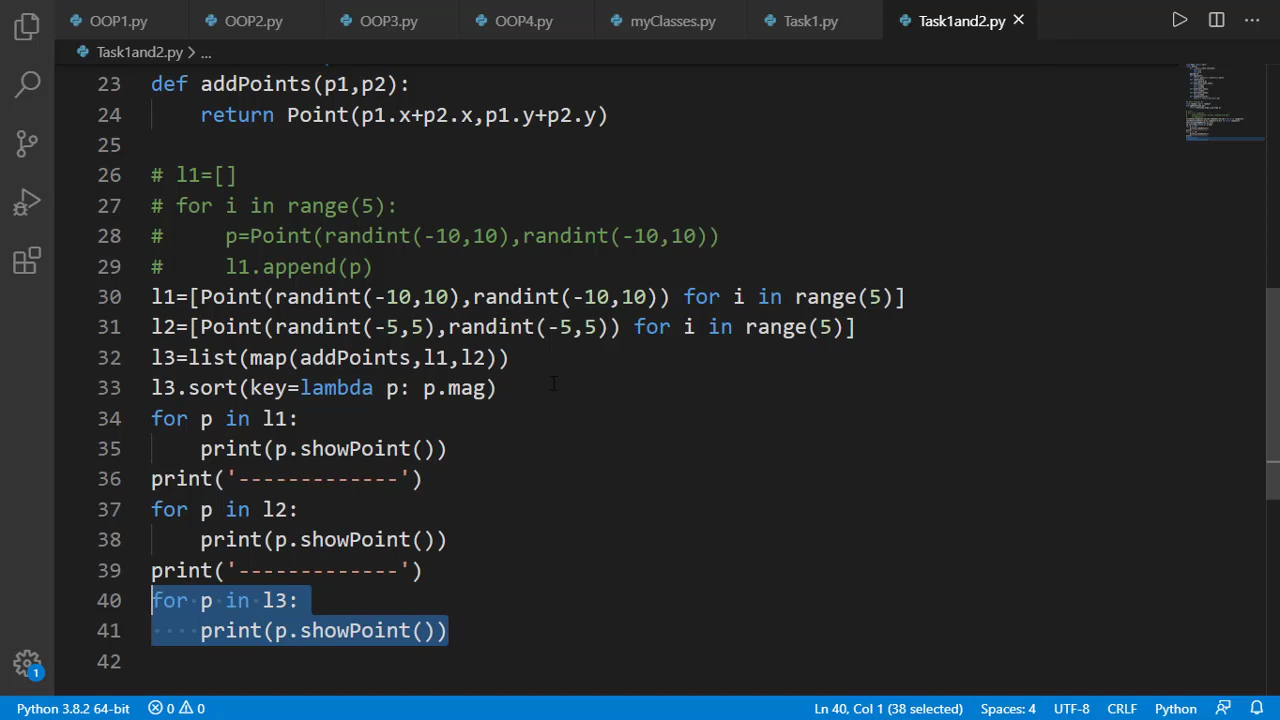 OOP1.py OOP2.py OOP3.py OOP4.py myClasses.py Task1.py Task1and2.py
Task1and2.py > ...
23 def addPoints(p1,p2):
24     return Point(p1.x+p2.x,p1.y+p2.y)
25
26 # l1=[]
27 # for i in range(5):
28 #     p=Point(randint(-10,10),randint(-10,10))
29 #     l1.append(p)
30 l1=[Point(randint(-10,10),randint(-10,10)) for i in range(5)]
31 l2=[Point(randint(-5,5),randint(-5,5)) for i in range(5)]
32 l3=list(map(addPoints,l1,l2))
33 l3.sort(key=lambda p: p.mag)
34 for p in l1:
35     print(p.showPoint())
36 print('-------------')
37 for p in l2:
38     print(p.showPoint())
39 print('-------------')
40 for p in l3:
41     print(p.showPoint())
42
1
Python 3.8.2 64-bit 0 0 Ln 40, Col 1 (38 selected) Spaces: 4 UTF-8 CRLF Python